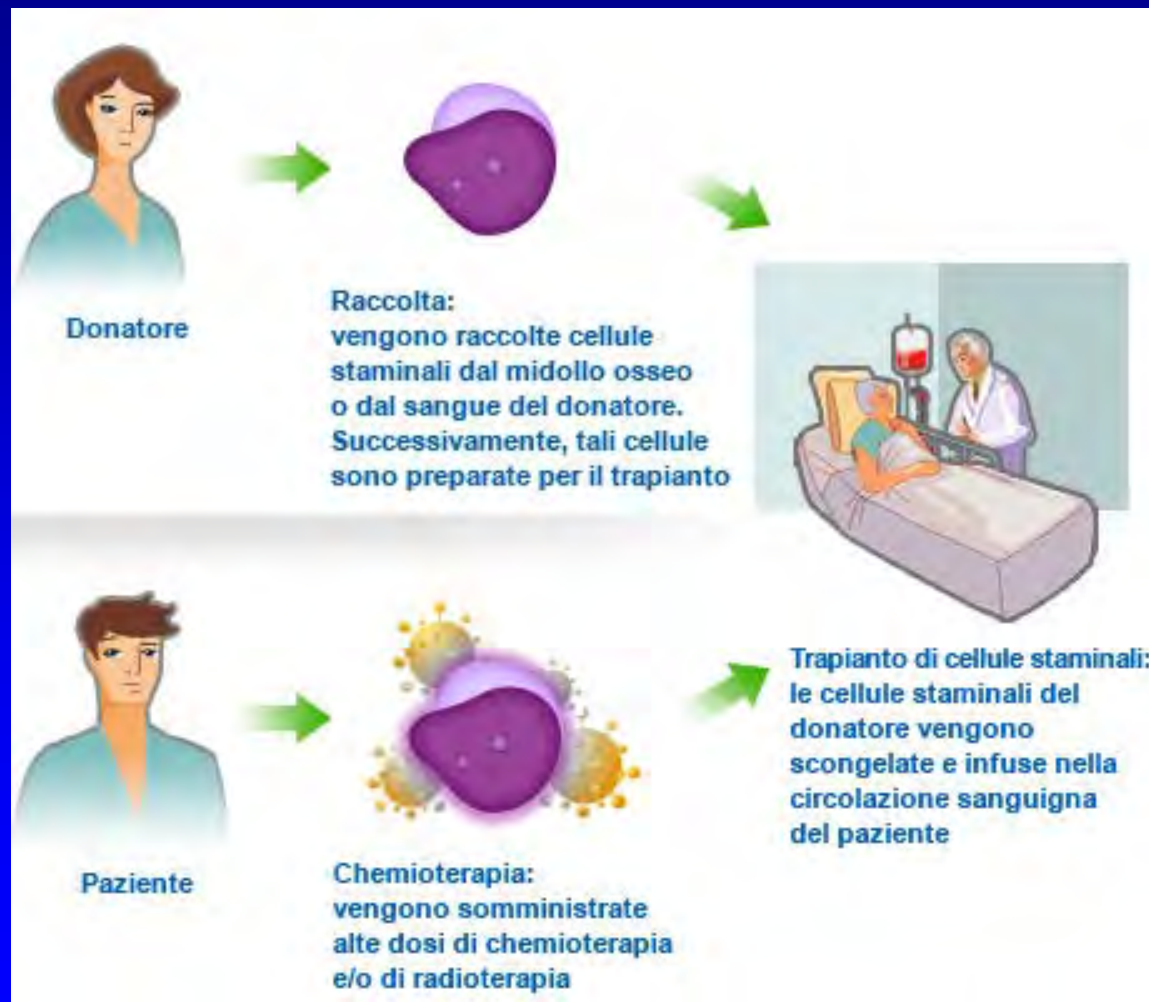 Donatore
Raccolta:
vengono raccolte cellule
staminali dal midollo osseo
o dal sangue del donatore.
Successivamente, tali cellule
sono preparate per il trapianto
Paziente
Chemioterapia:
vengono somministrate
alte dosi di chemioterapia
e/o di radioterapia
Trapianto di cellule staminali:
le cellule staminali del
donatore vengono
scongelate e infuse nella
circolazione sanguigna
del paziente